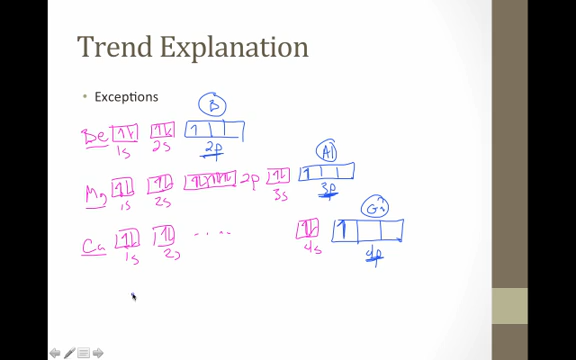 Trend Explanation
• Exceptions
B
Be 1s 2s 2p
Al
Mg 1s 2s 2p 3s 3p
Ga
Ca 1s 2s .... 4s 4p